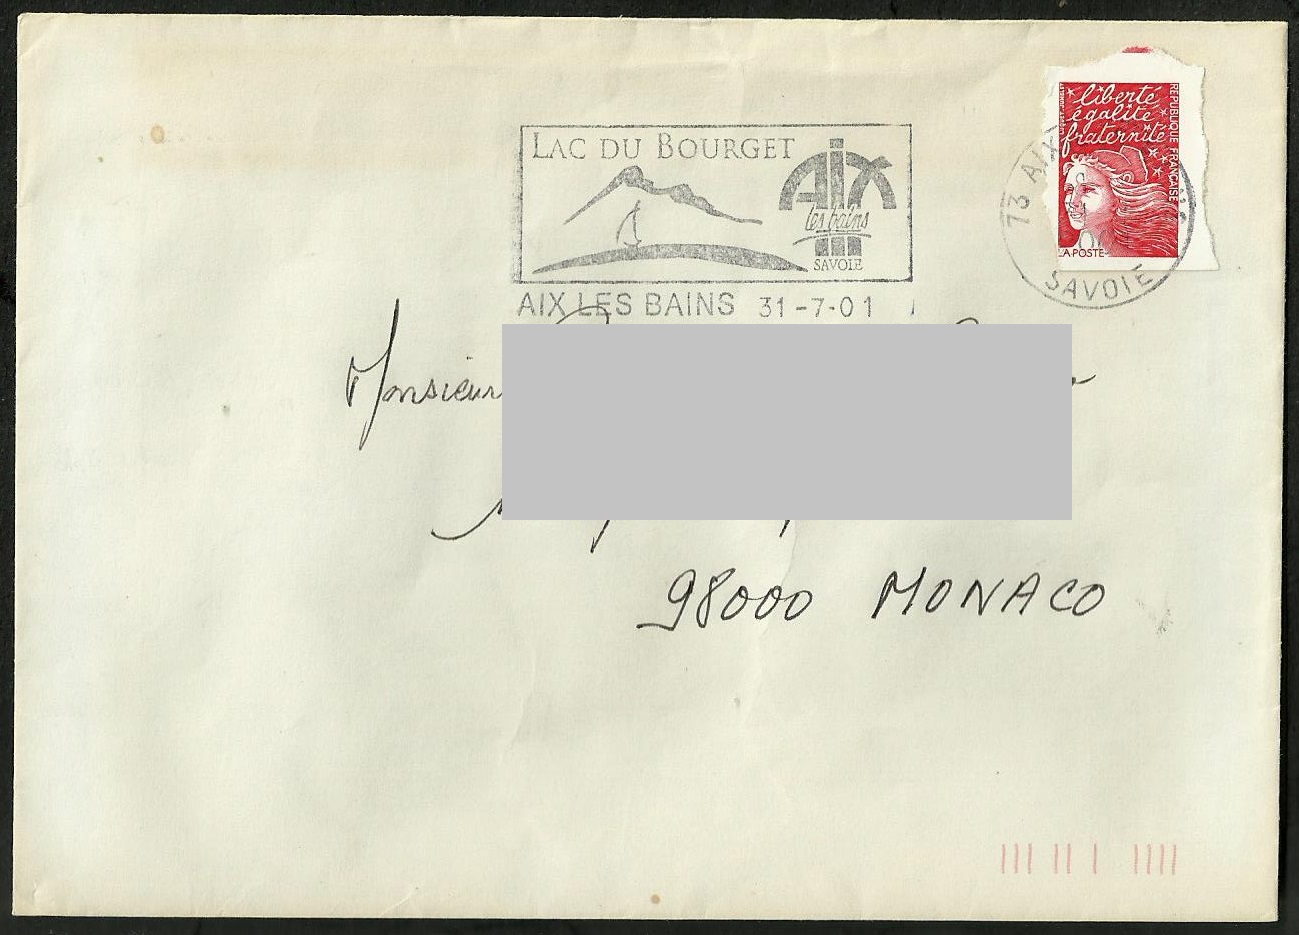 LAC DU BOURGET
AIX
les bains
SAVOIE
AIX LES BAINS 31-7-01
liberté
égalité
fraternité
RÉPUBLIQUE FRANÇAISE
LA POSTE
73 AIX
SAVOIE
Monsieur
98000 MONACO